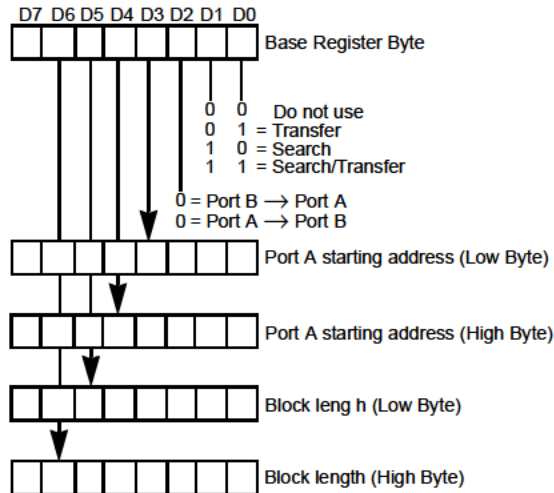 D7 D6 D5 D4 D3 D2 D1 D0
Base Register Byte
0 0 Do not use
0 1 = Transfer
1 0 = Search
1 1 = Search/Transfer
0 = Port B → Port A
0 = Port A → Port B
Port A starting address (Low Byte)
Port A starting address (High Byte)
Block leng h (Low Byte)
Block length (High Byte)